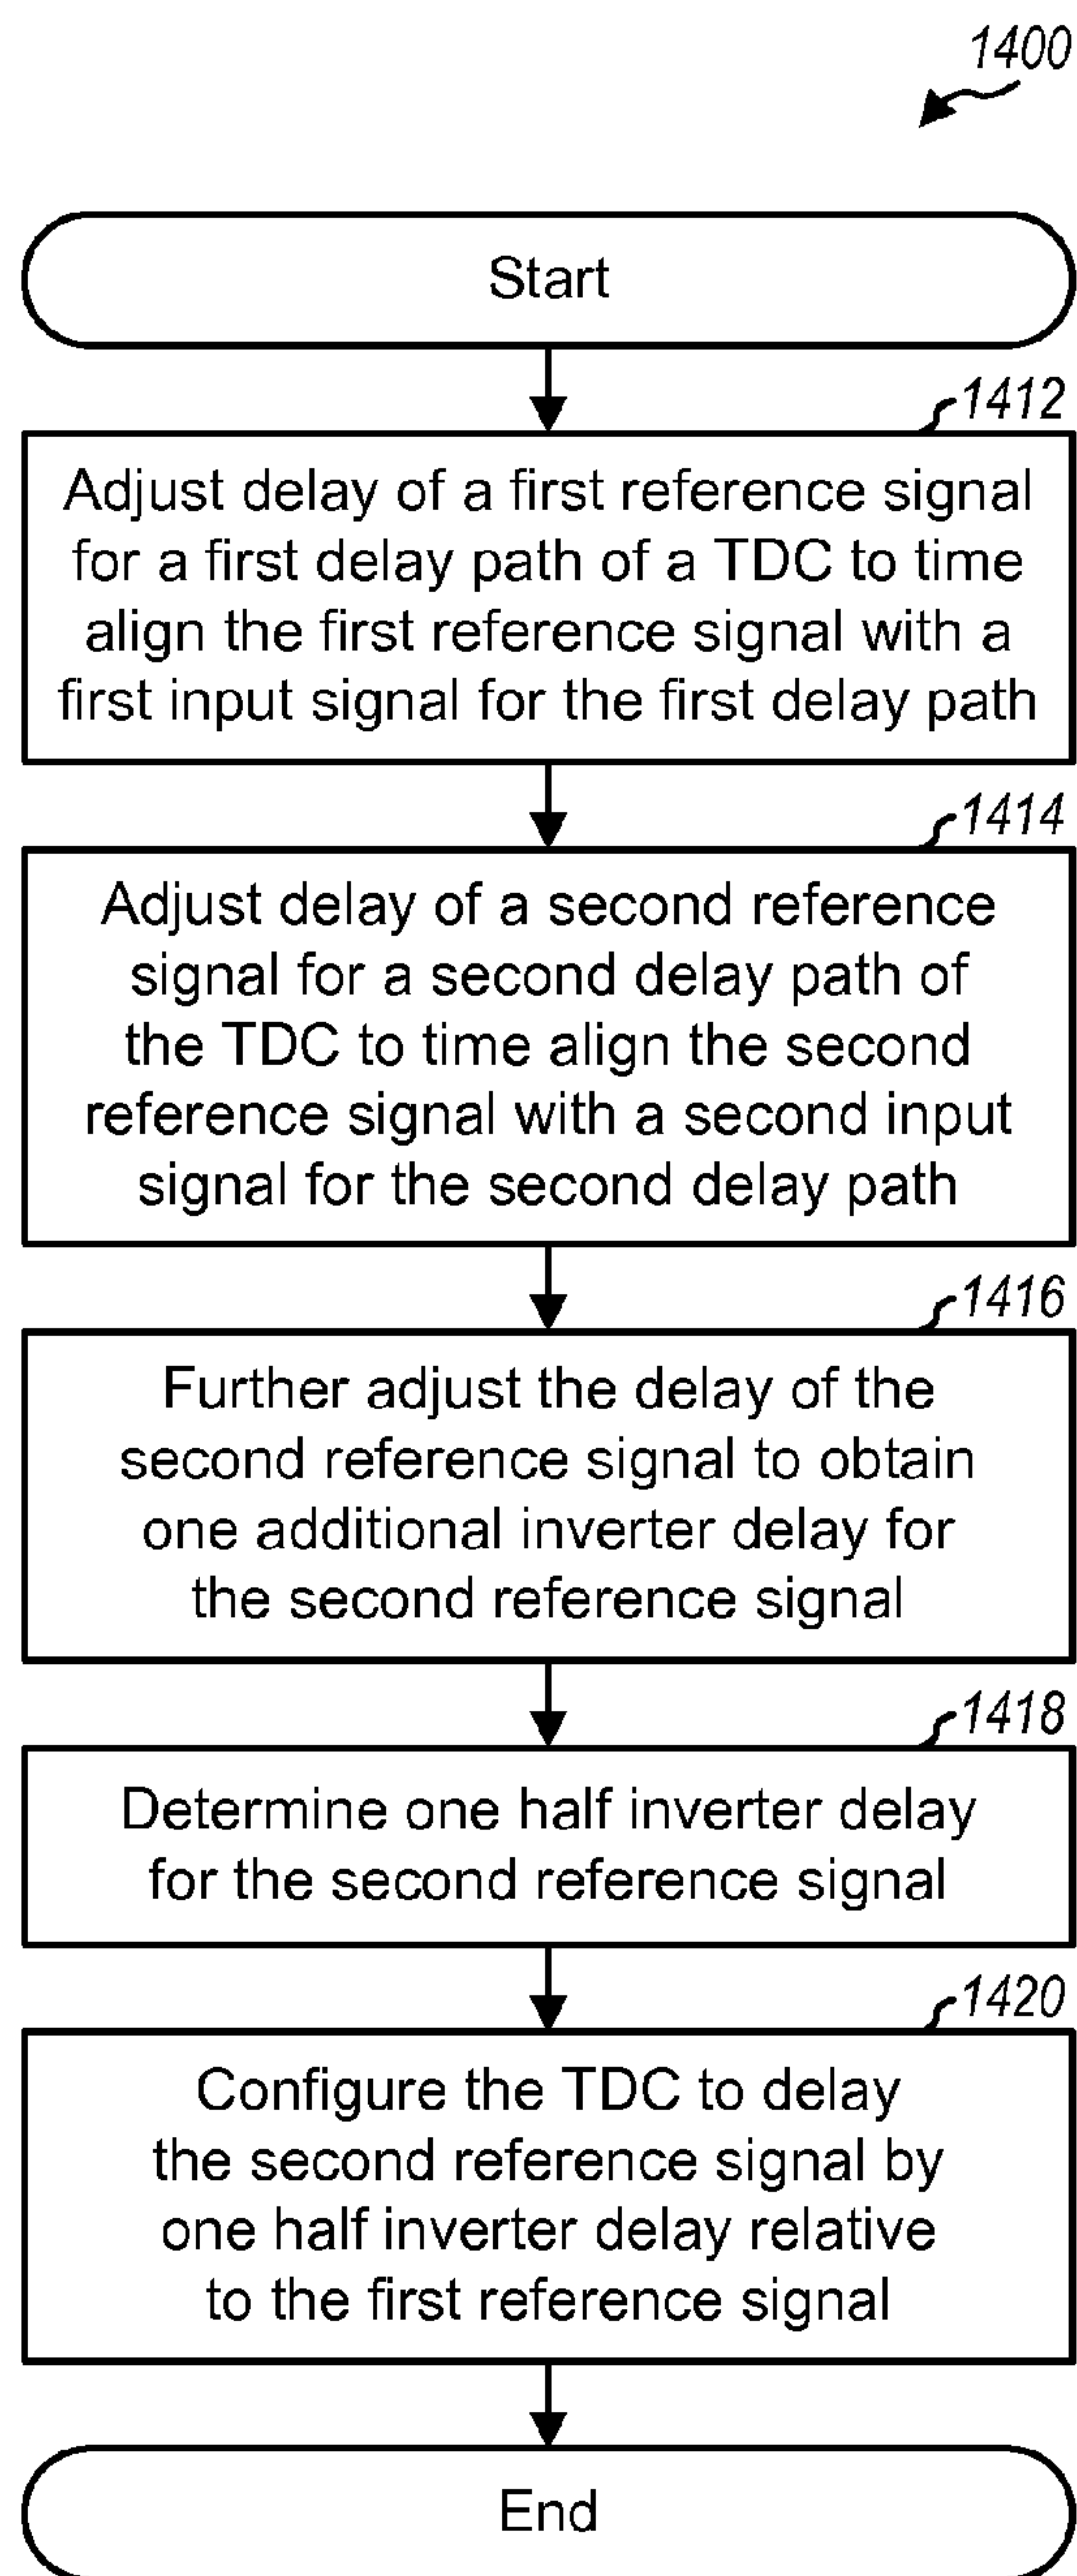 1400
Start
1412
Adjust delay of a first reference signal
for a first delay path of a TDC to time
align the first reference signal with a
first input signal for the first delay path
1414
Adjust delay of a second reference
signal for a second delay path of
the TDC to time align the second
reference signal with a second input
signal for the second delay path
1416
Further adjust the delay of the
second reference signal to obtain
one additional inverter delay for
the second reference signal
1418
Determine one half inverter delay
for the second reference signal
1420
Configure the TDC to delay
the second reference signal by
one half inverter delay relative
to the first reference signal
End